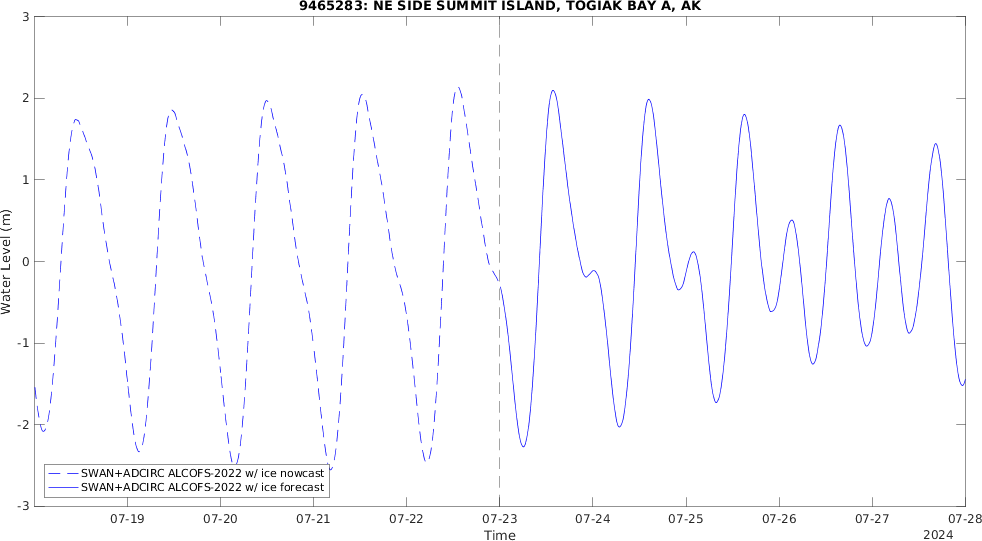 9465283: NE SIDE SUMMIT ISLAND, TOGIAK BAY A, AK
3
2
1
0
-1
-2
-3
Water Level (m)
SWAN+ADCIRC ALCOFS-2022 w/ ice nowcast
SWAN+ADCIRC ALCOFS-2022 w/ ice forecast
07-19 07-20 07-21 07-22 07-23 07-24 07-25 07-26 07-27 07-28
Time
2024